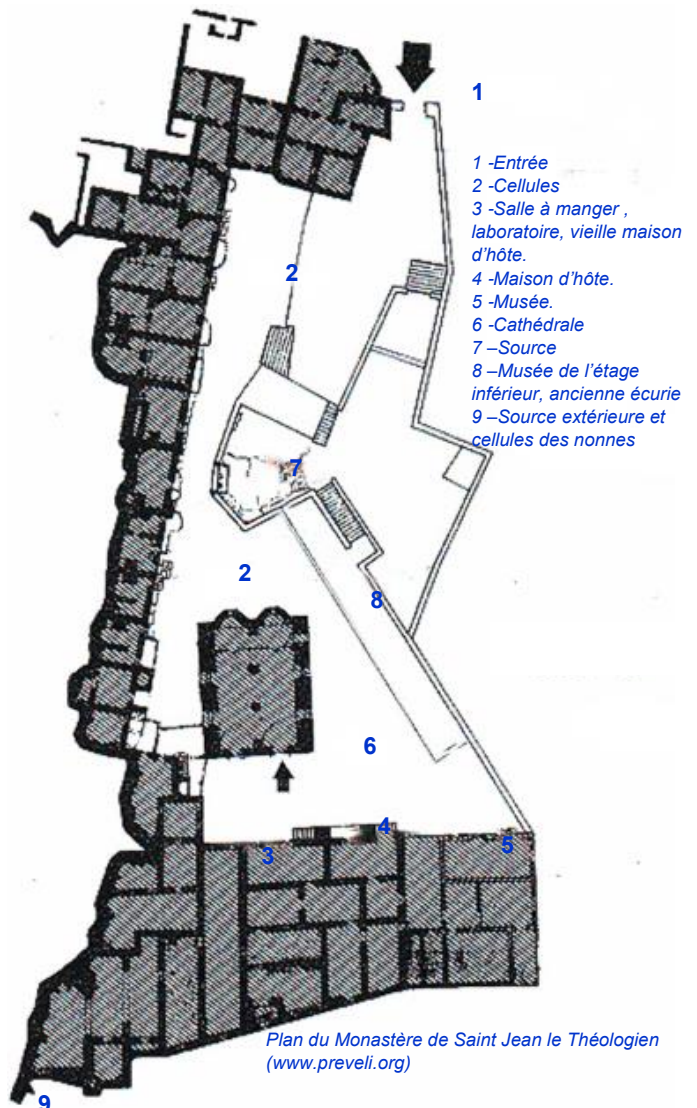 1
1 -Entrée
2 -Cellules
3 -Salle à manger ,
laboratoire, vieille maison
d’hôte.
4 -Maison d’hôte.
5 -Musée.
6 -Cathédrale
7 –Source
8 –Musée de l’étage
inférieur, ancienne écurie
9 –Source extérieure et
cellules des nonnes
2
7
2
8
6
4
3
5
Plan du Monastère de Saint Jean le Théologien
(www.preveli.org)
9